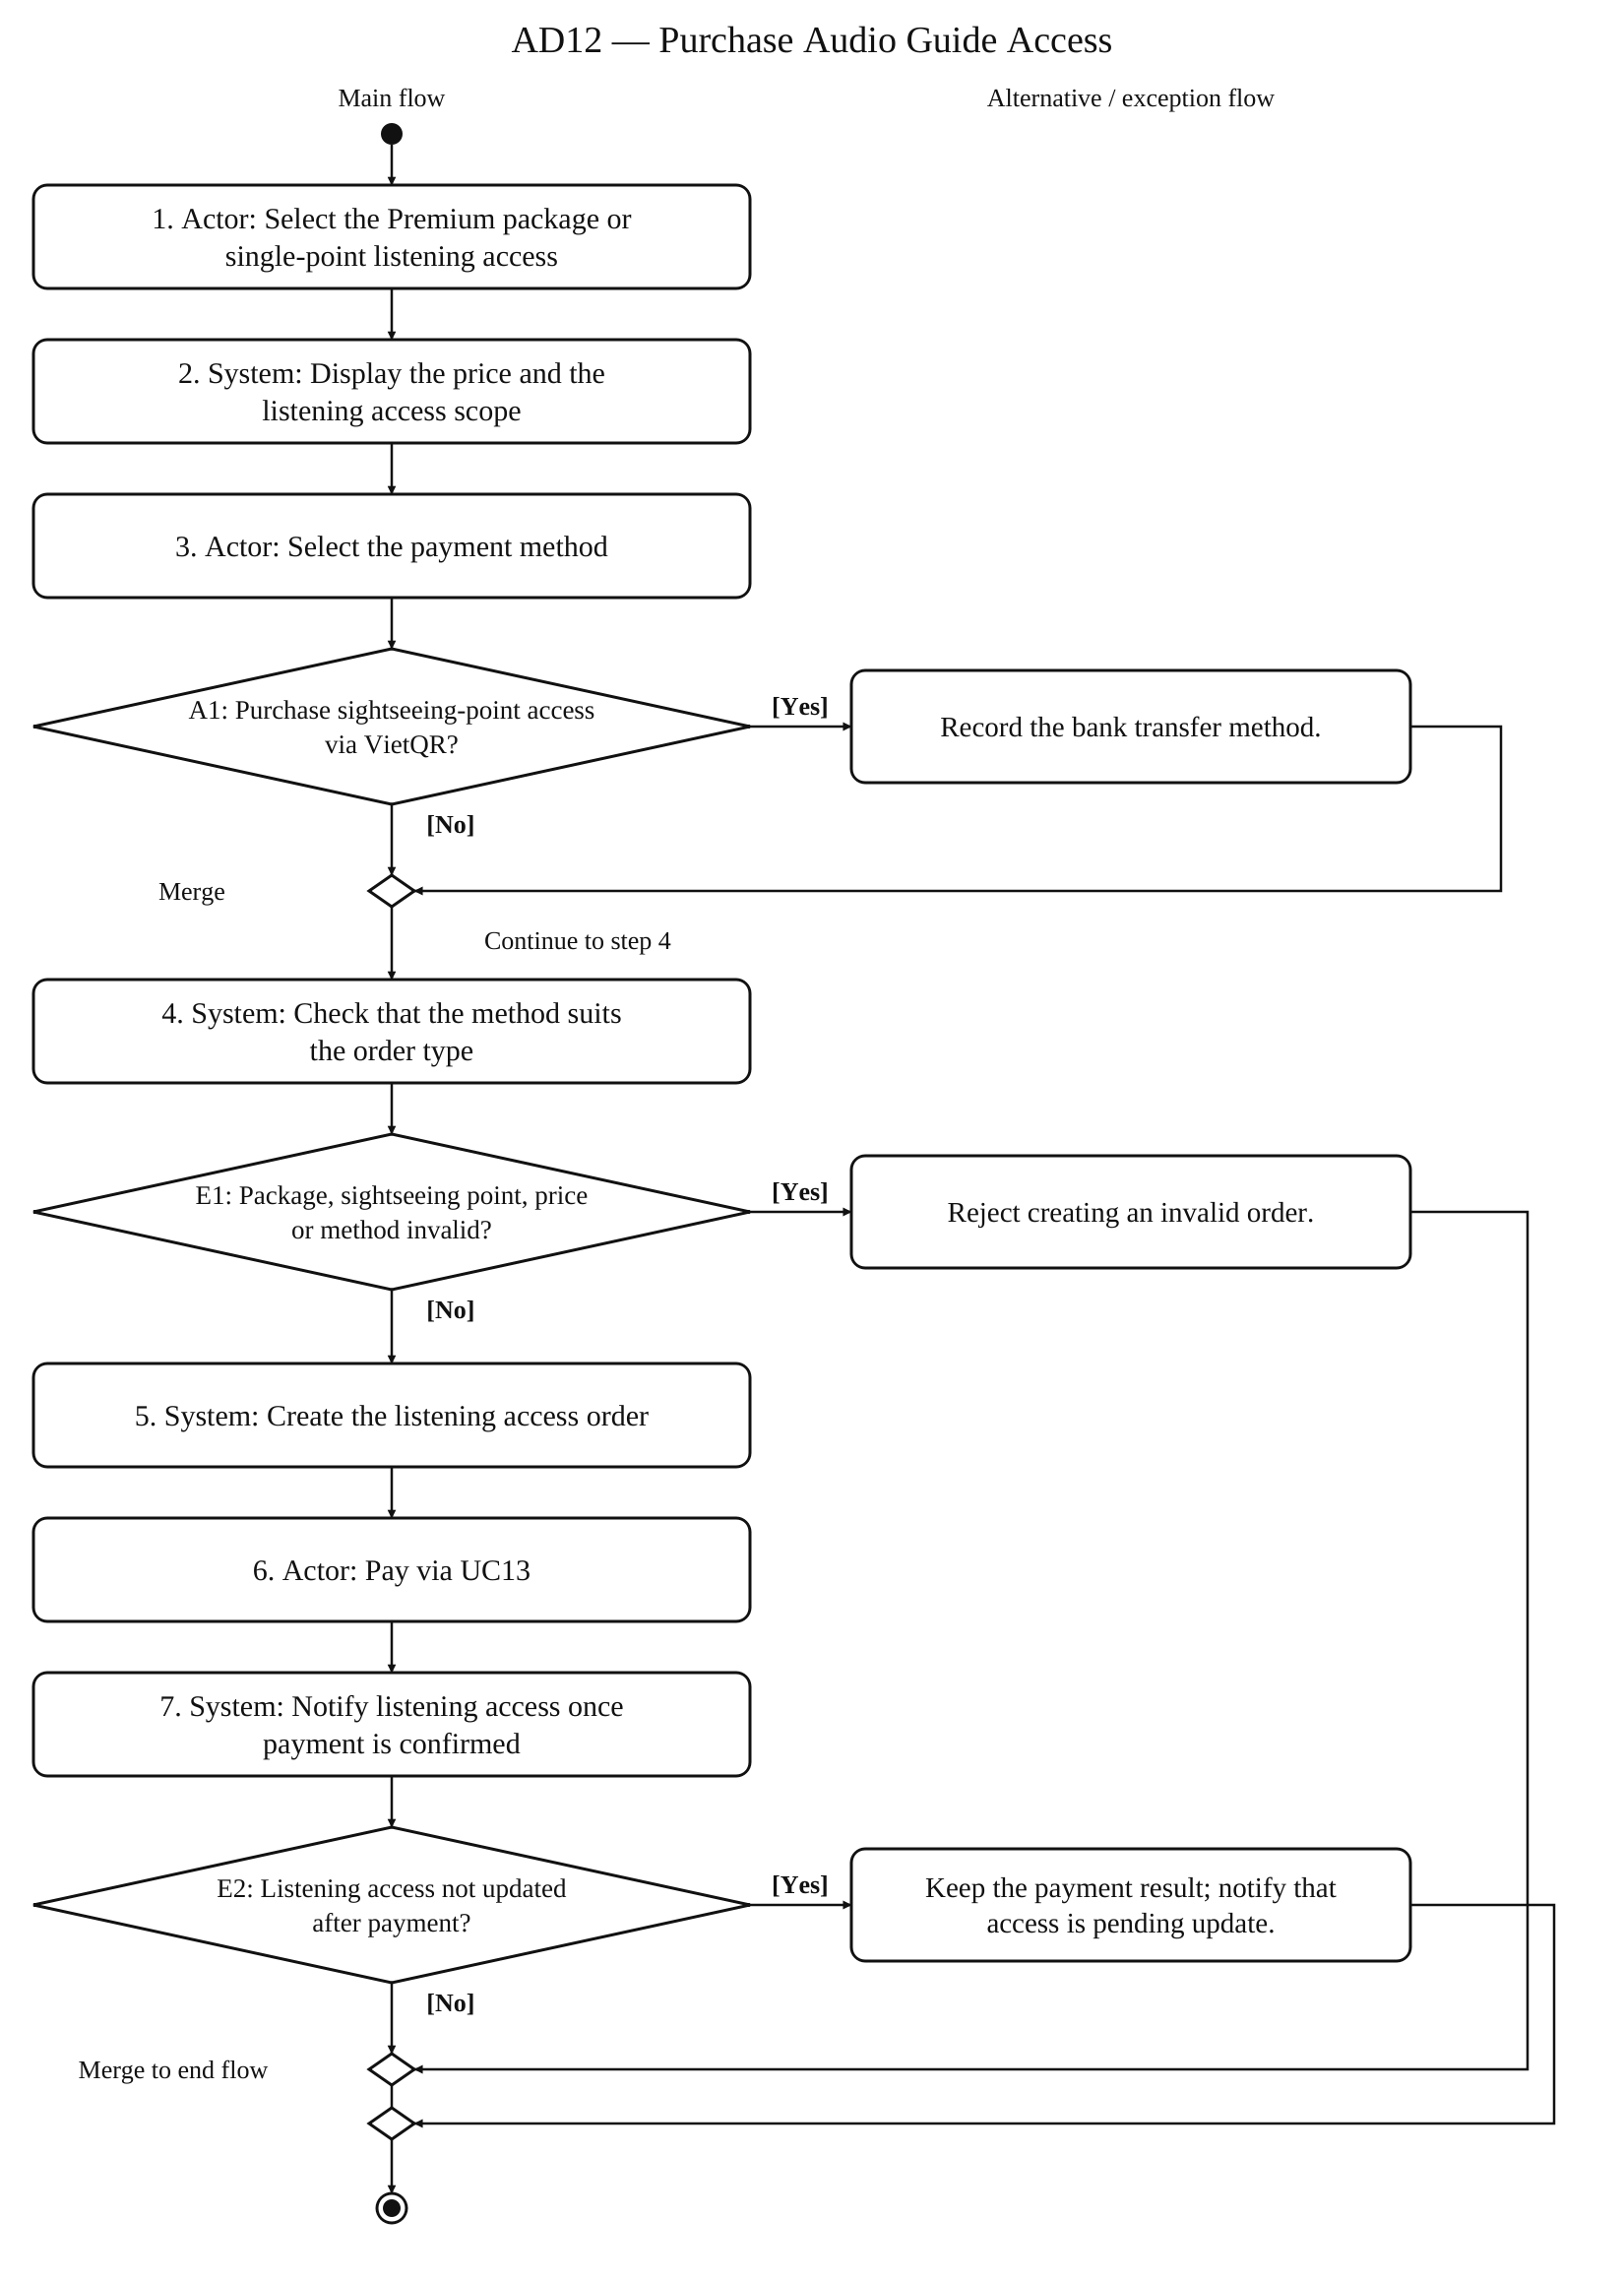 AD12 — Purchase Audio Guide Access
Main flow
Alternative / exception flow
1. Actor: Select the Premium package or
single-point listening access
2. System: Display the price and the
listening access scope
3. Actor: Select the payment method
A1: Purchase sightseeing-point access
via VietQR?
[Yes]
Record the bank transfer method.
[No]
Merge
Continue to step 4
4. System: Check that the method suits
the order type
E1: Package, sightseeing point, price
or method invalid?
[Yes]
Reject creating an invalid order.
[No]
5. System: Create the listening access order
6. Actor: Pay via UC13
7. System: Notify listening access once
payment is confirmed
E2: Listening access not updated
after payment?
[Yes]
Keep the payment result; notify that
access is pending update.
[No]
Merge to end flow